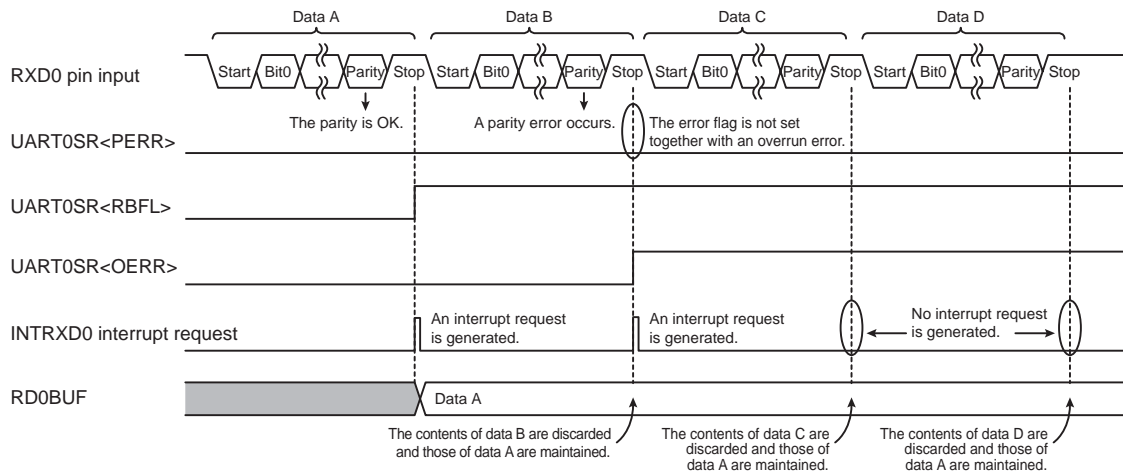 Data A Data B Data C Data D
RXD0 pin input
Start Bit0 Parity Stop Start Bit0 Parity Stop Start Bit0 Parity Stop Start Bit0 Parity Stop
The parity is OK.
A parity error occurs.
The error flag is not set
together with an overrun error.
UART0SR<PERR>
UART0SR<RBFL>
UART0SR<OERR>
INTRXD0 interrupt request
An interrupt request
is generated.
An interrupt request
is generated.
No interrupt request
is generated.
RD0BUF
Data A
The contents of data B are discarded
and those of data A are maintained.
The contents of data C are
discarded and those of
data A are maintained.
The contents of data D are
discarded and those of
data A are maintained.